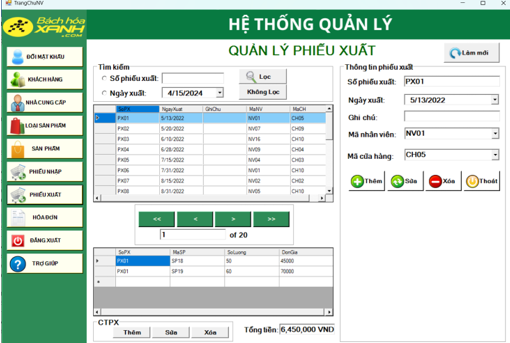 TrangChuNV
Bách hóa
XANH
.COM
HỆ THỐNG QUẢN LÝ
QUẢN LÝ PHIẾU XUẤT
Làm mới
ĐỔI MẬT KHẨU
KHÁCH HÀNG
NHÀ CUNG CẤP
LOẠI SẢN PHẨM
SẢN PHẨM
PHIẾU NHẬP
PHIẾU XUẤT
HÓA ĐƠN
ĐĂNG XUẤT
TRỢ GIÚP
Tìm kiếm
Số phiếu xuất:
Lọc
Ngày xuất: 4/15/2024
Không Lọc
SoPX NgayXuat GhiChu MaNV MaCH
PX01 5/13/2022 NV01 CH05
PX02 5/20/2022 NV07 CH09
PX03 6/10/2022 NV16 CH10
PX04 6/28/2022 NV09 CH04
PX05 7/15/2022 NV04 CH03
PX06 7/31/2022 NV01 CH10
PX07 8/15/2022 NV02 CH02
PX08 8/31/2022 NV05 CH10
<< < > >>
1 of 20
SoPX MaSP SoLuong DonGia
PX01 SP18 50 45000
PX01 SP19 60 70000
CTPX
Thêm Sửa Xóa
Tổng tiền: 6,450,000 VND
Thông tin phiếu xuất
Số phiếu xuất: PX01
Ngày xuất: 5/13/2022
Ghi chú:
Mã nhân viên: NV01
Mã cửa hàng: CH05
Thêm Sửa Xóa Thoát